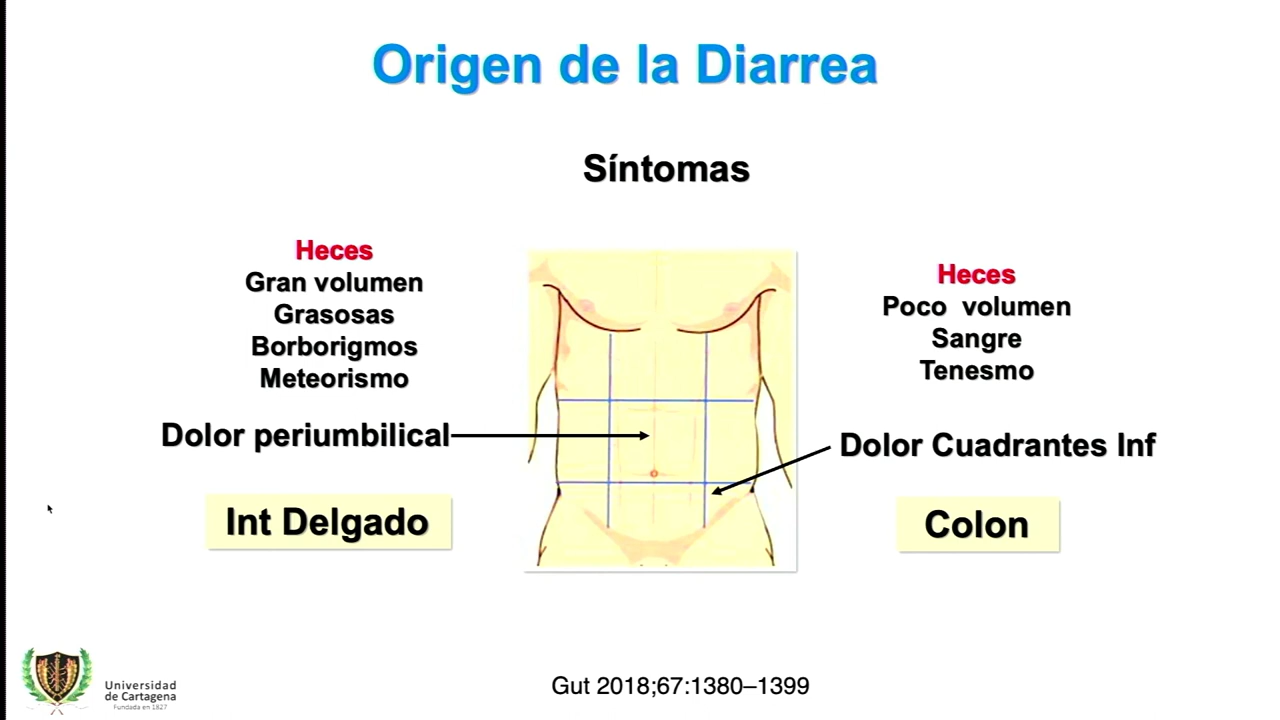 Origen de la Diarrea
Síntomas
Heces
Gran volumen
Grasosas
Borborigmos
Meteorismo
Dolor periumbilical
Int Delgado
Heces
Poco volumen
Sangre
Tenesmo
Dolor Cuadrantes Inf
Colon
Universidad
de Cartagena
Fundada en 1827
Gut 2018;67:1380–1399